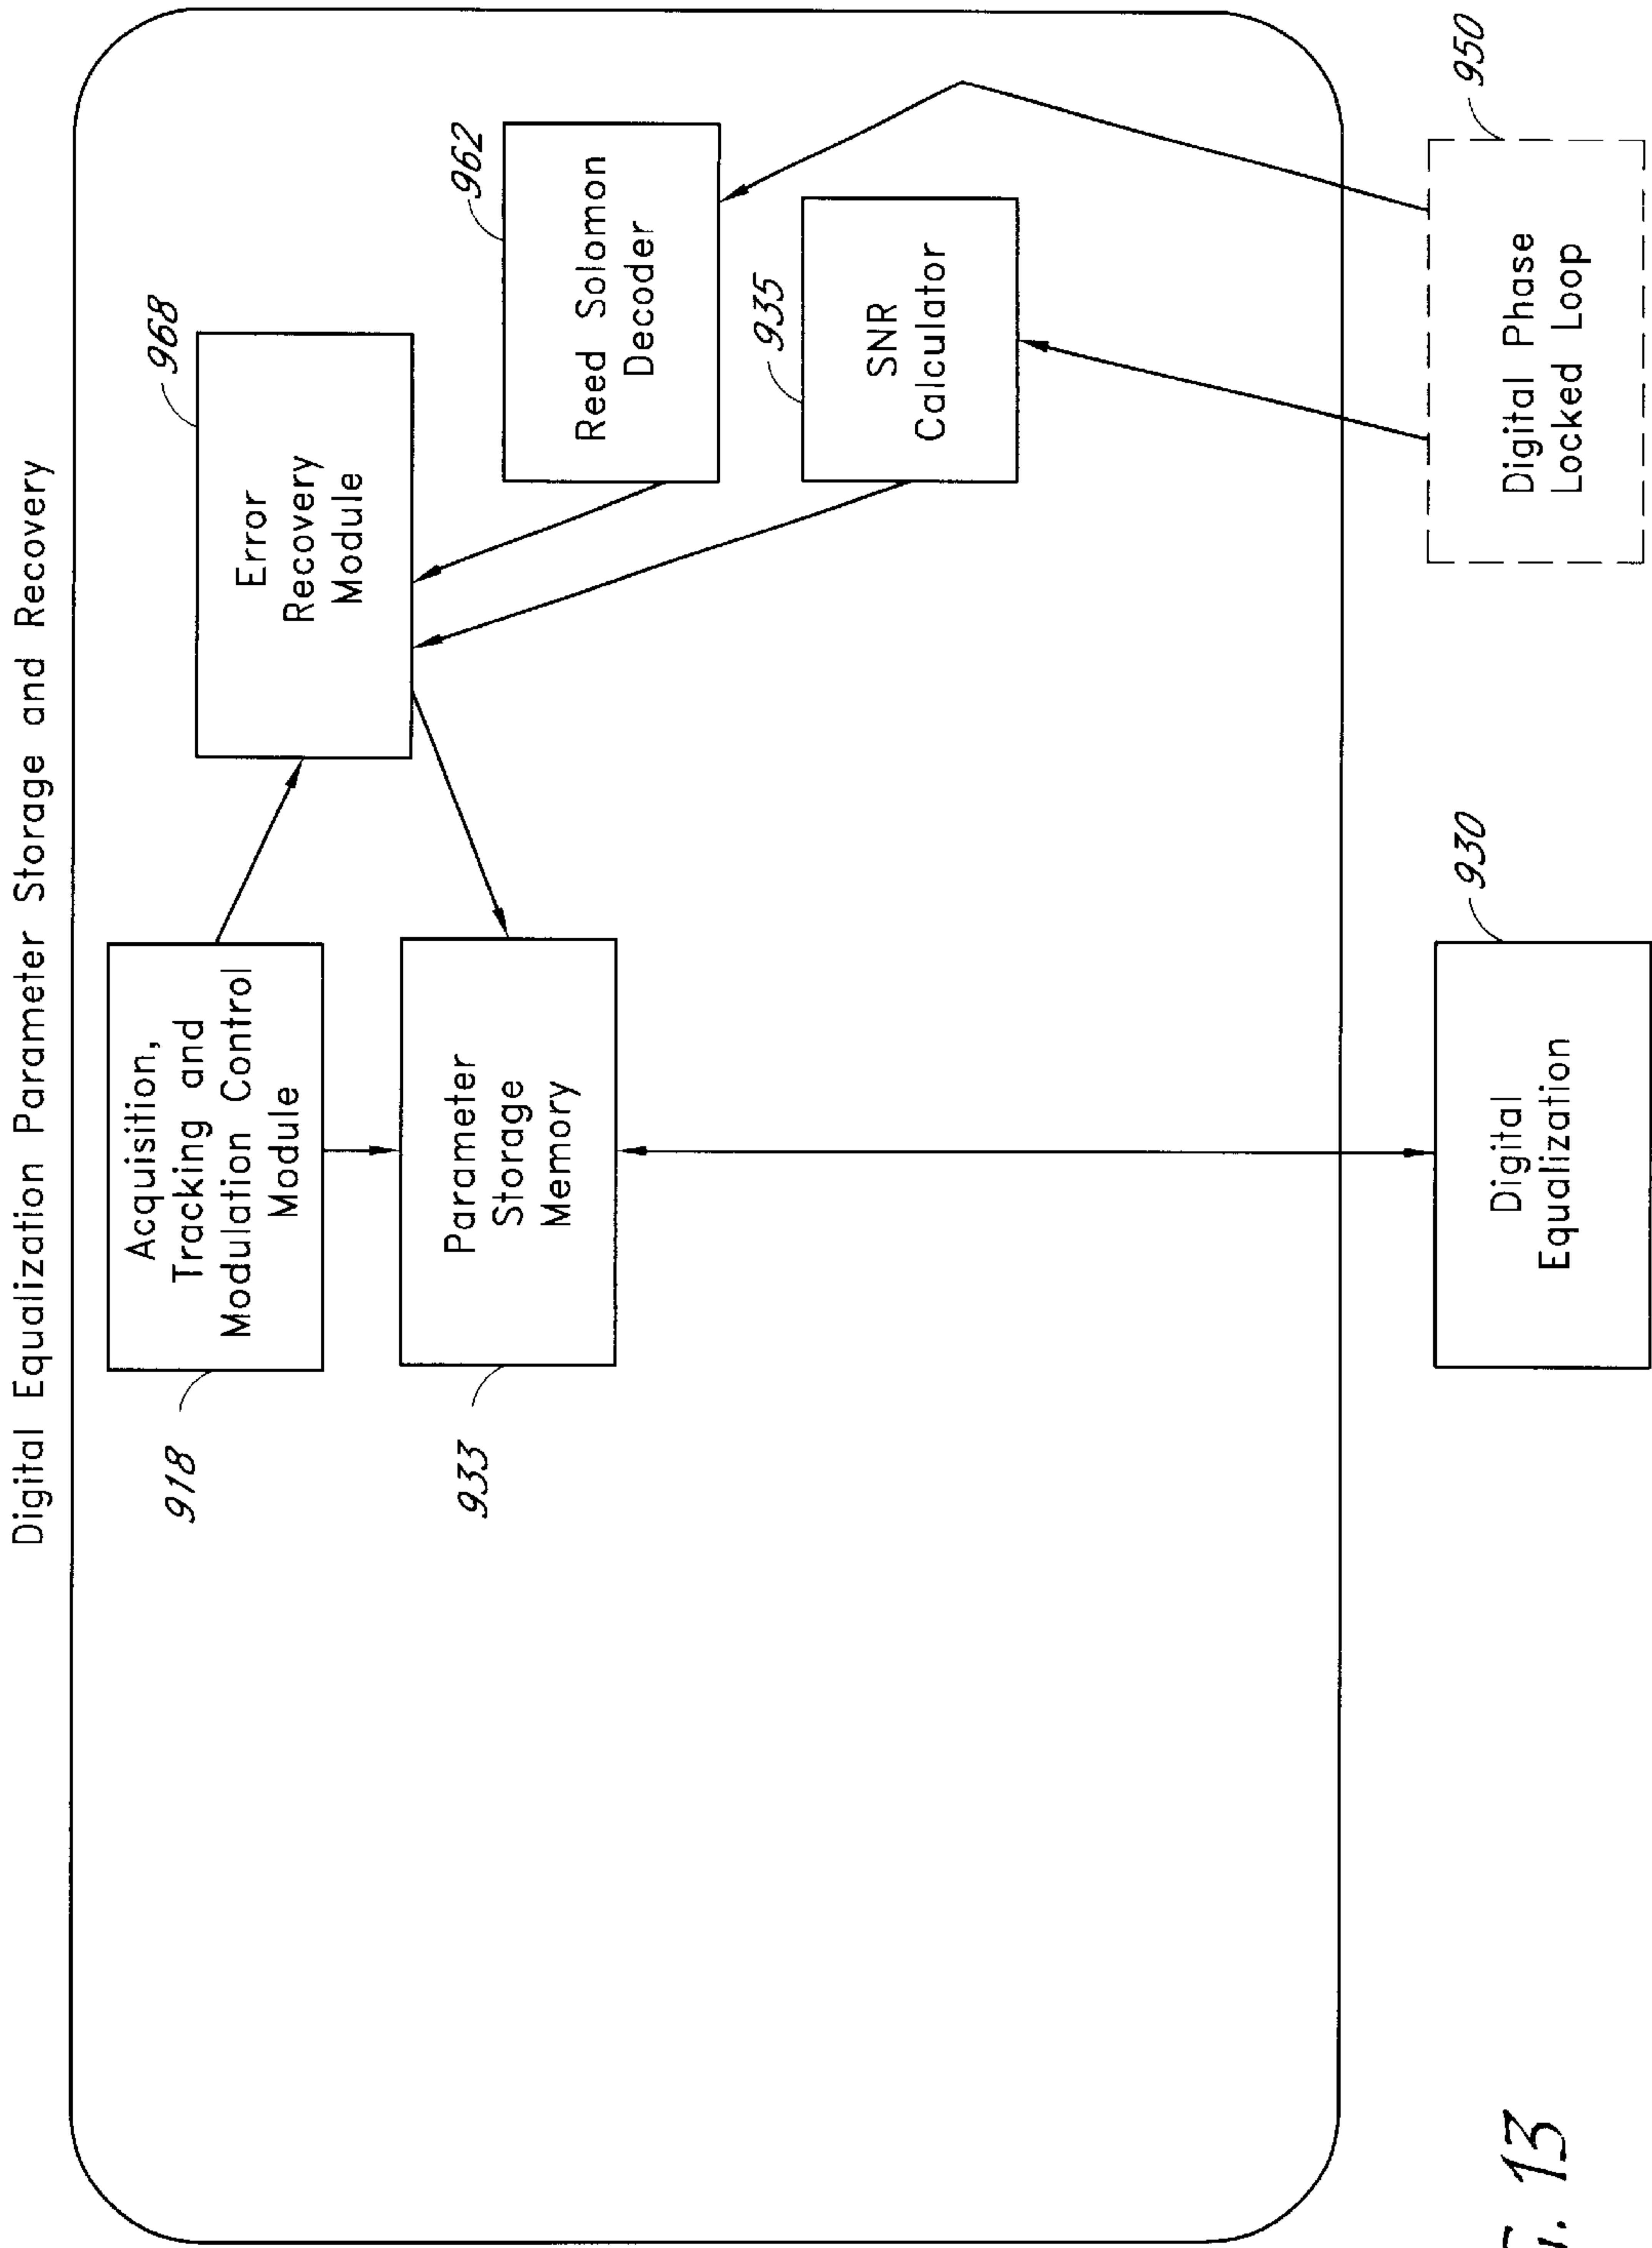 Digital Equalization Parameter Storage and Recovery
918
Acquisition,
Tracking and
Modulation Control
Module
968
Error
Recovery
Module
933
Parameter
Storage
Memory
962
Reed Solomon
Decoder
935
SNR
Calculator
930
Digital
Equalization
950
Digital Phase
Locked Loop
13